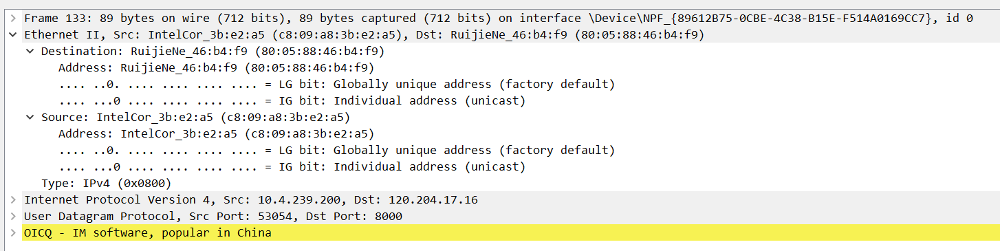 Frame 133: 89 bytes on wire (712 bits), 89 bytes captured (712 bits) on interface \Device\NPF_{89612B75-0CBE-4C38-B15E-F514A0169CC7}, id 0
Ethernet II, Src: IntelCor_3b:e2:a5 (c8:09:a8:3b:e2:a5), Dst: RuijieNe_46:b4:f9 (80:05:88:46:b4:f9)
Destination: RuijieNe_46:b4:f9 (80:05:88:46:b4:f9)
Address: RuijieNe_46:b4:f9 (80:05:88:46:b4:f9)
.... ..0. .... .... .... .... = LG bit: Globally unique address (factory default)
.... ...0 .... .... .... .... = IG bit: Individual address (unicast)
Source: IntelCor_3b:e2:a5 (c8:09:a8:3b:e2:a5)
Address: IntelCor_3b:e2:a5 (c8:09:a8:3b:e2:a5)
.... ..0. .... .... .... .... = LG bit: Globally unique address (factory default)
.... ...0 .... .... .... .... = IG bit: Individual address (unicast)
Type: IPv4 (0x0800)
Internet Protocol Version 4, Src: 10.4.239.200, Dst: 120.204.17.16
User Datagram Protocol, Src Port: 53054, Dst Port: 8000
OICQ - IM software, popular in China